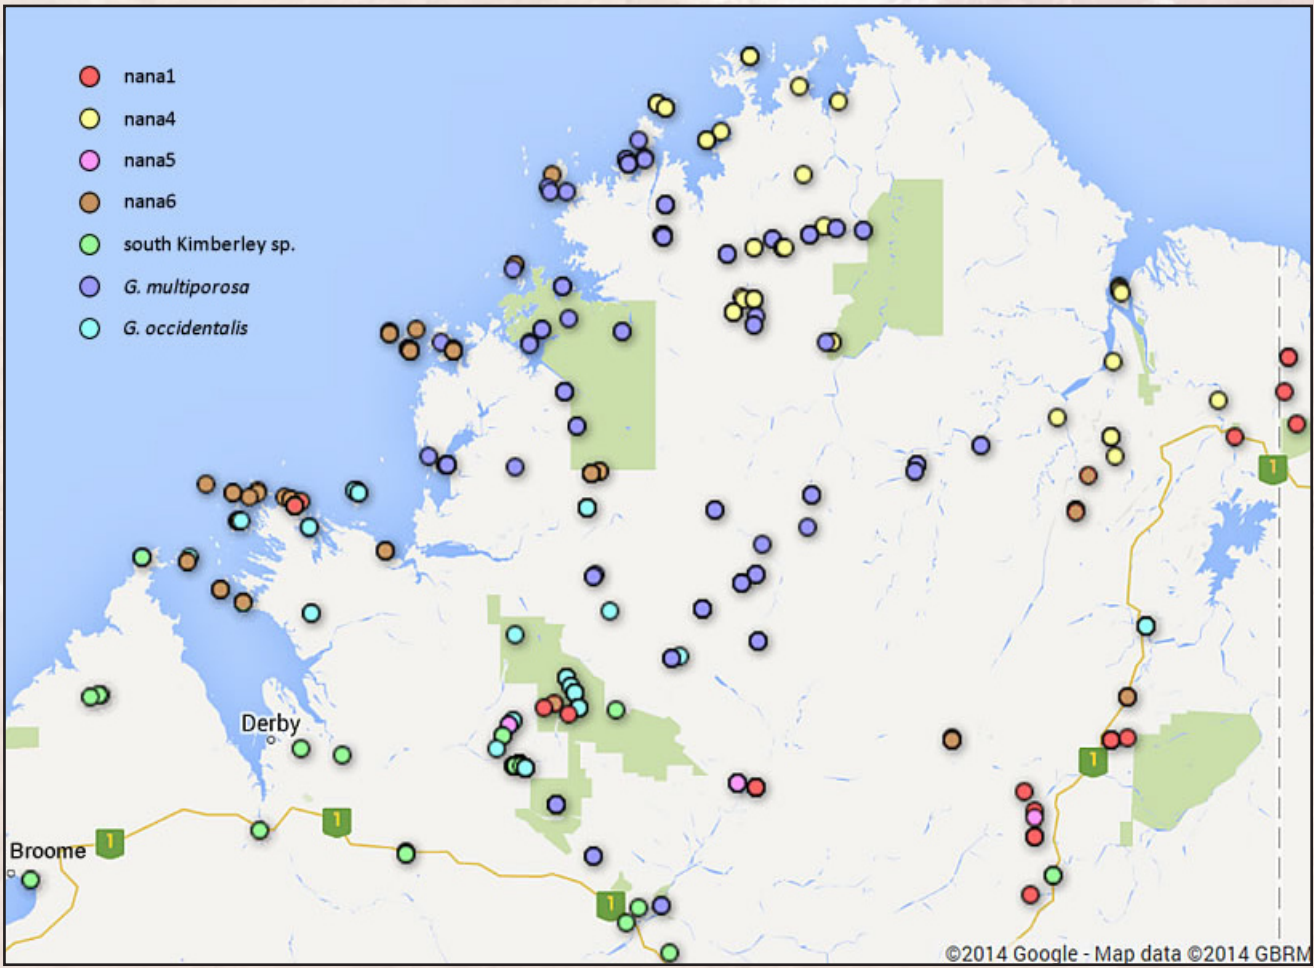 nana1
nana4
nana5
nana6
south Kimberley sp.
G. multiporosa
G. occidentalis
1
Derby
1
1
1
Broome
1
©2014 Google - Map data ©2014 GBRM